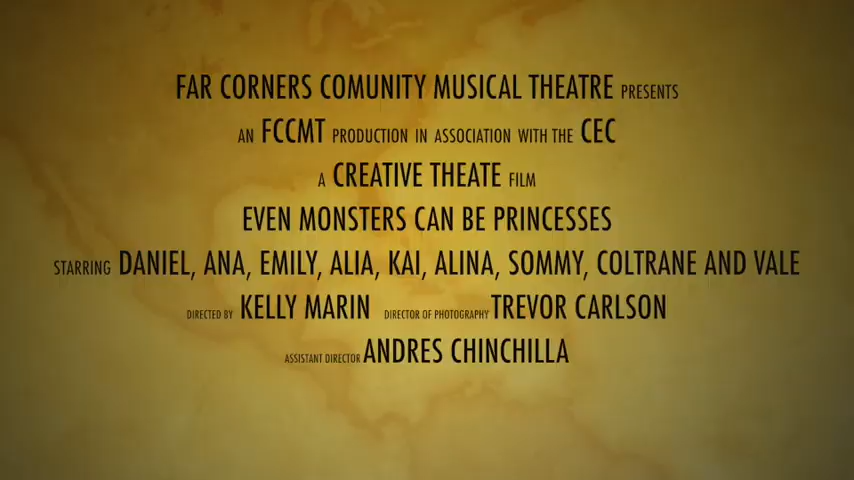 FAR CORNERS COMUNITY MUSICAL THEATRE PRESENTS
AN FCCMT PRODUCTION IN ASSOCIATION WITH THE CEC
A CREATIVE THEATE FILM
EVEN MONSTERS CAN BE PRINCESSES
STARRING DANIEL, ANA, EMILY, ALIA, KAI, ALINA, SOMMY, COLTRANE AND VALE
DIRECTED BY KELLY MARIN DIRECTOR OF PHOTOGRAPHY TREVOR CARLSON
ASSISTANT DIRECTOR ANDRES CHINCHILLA